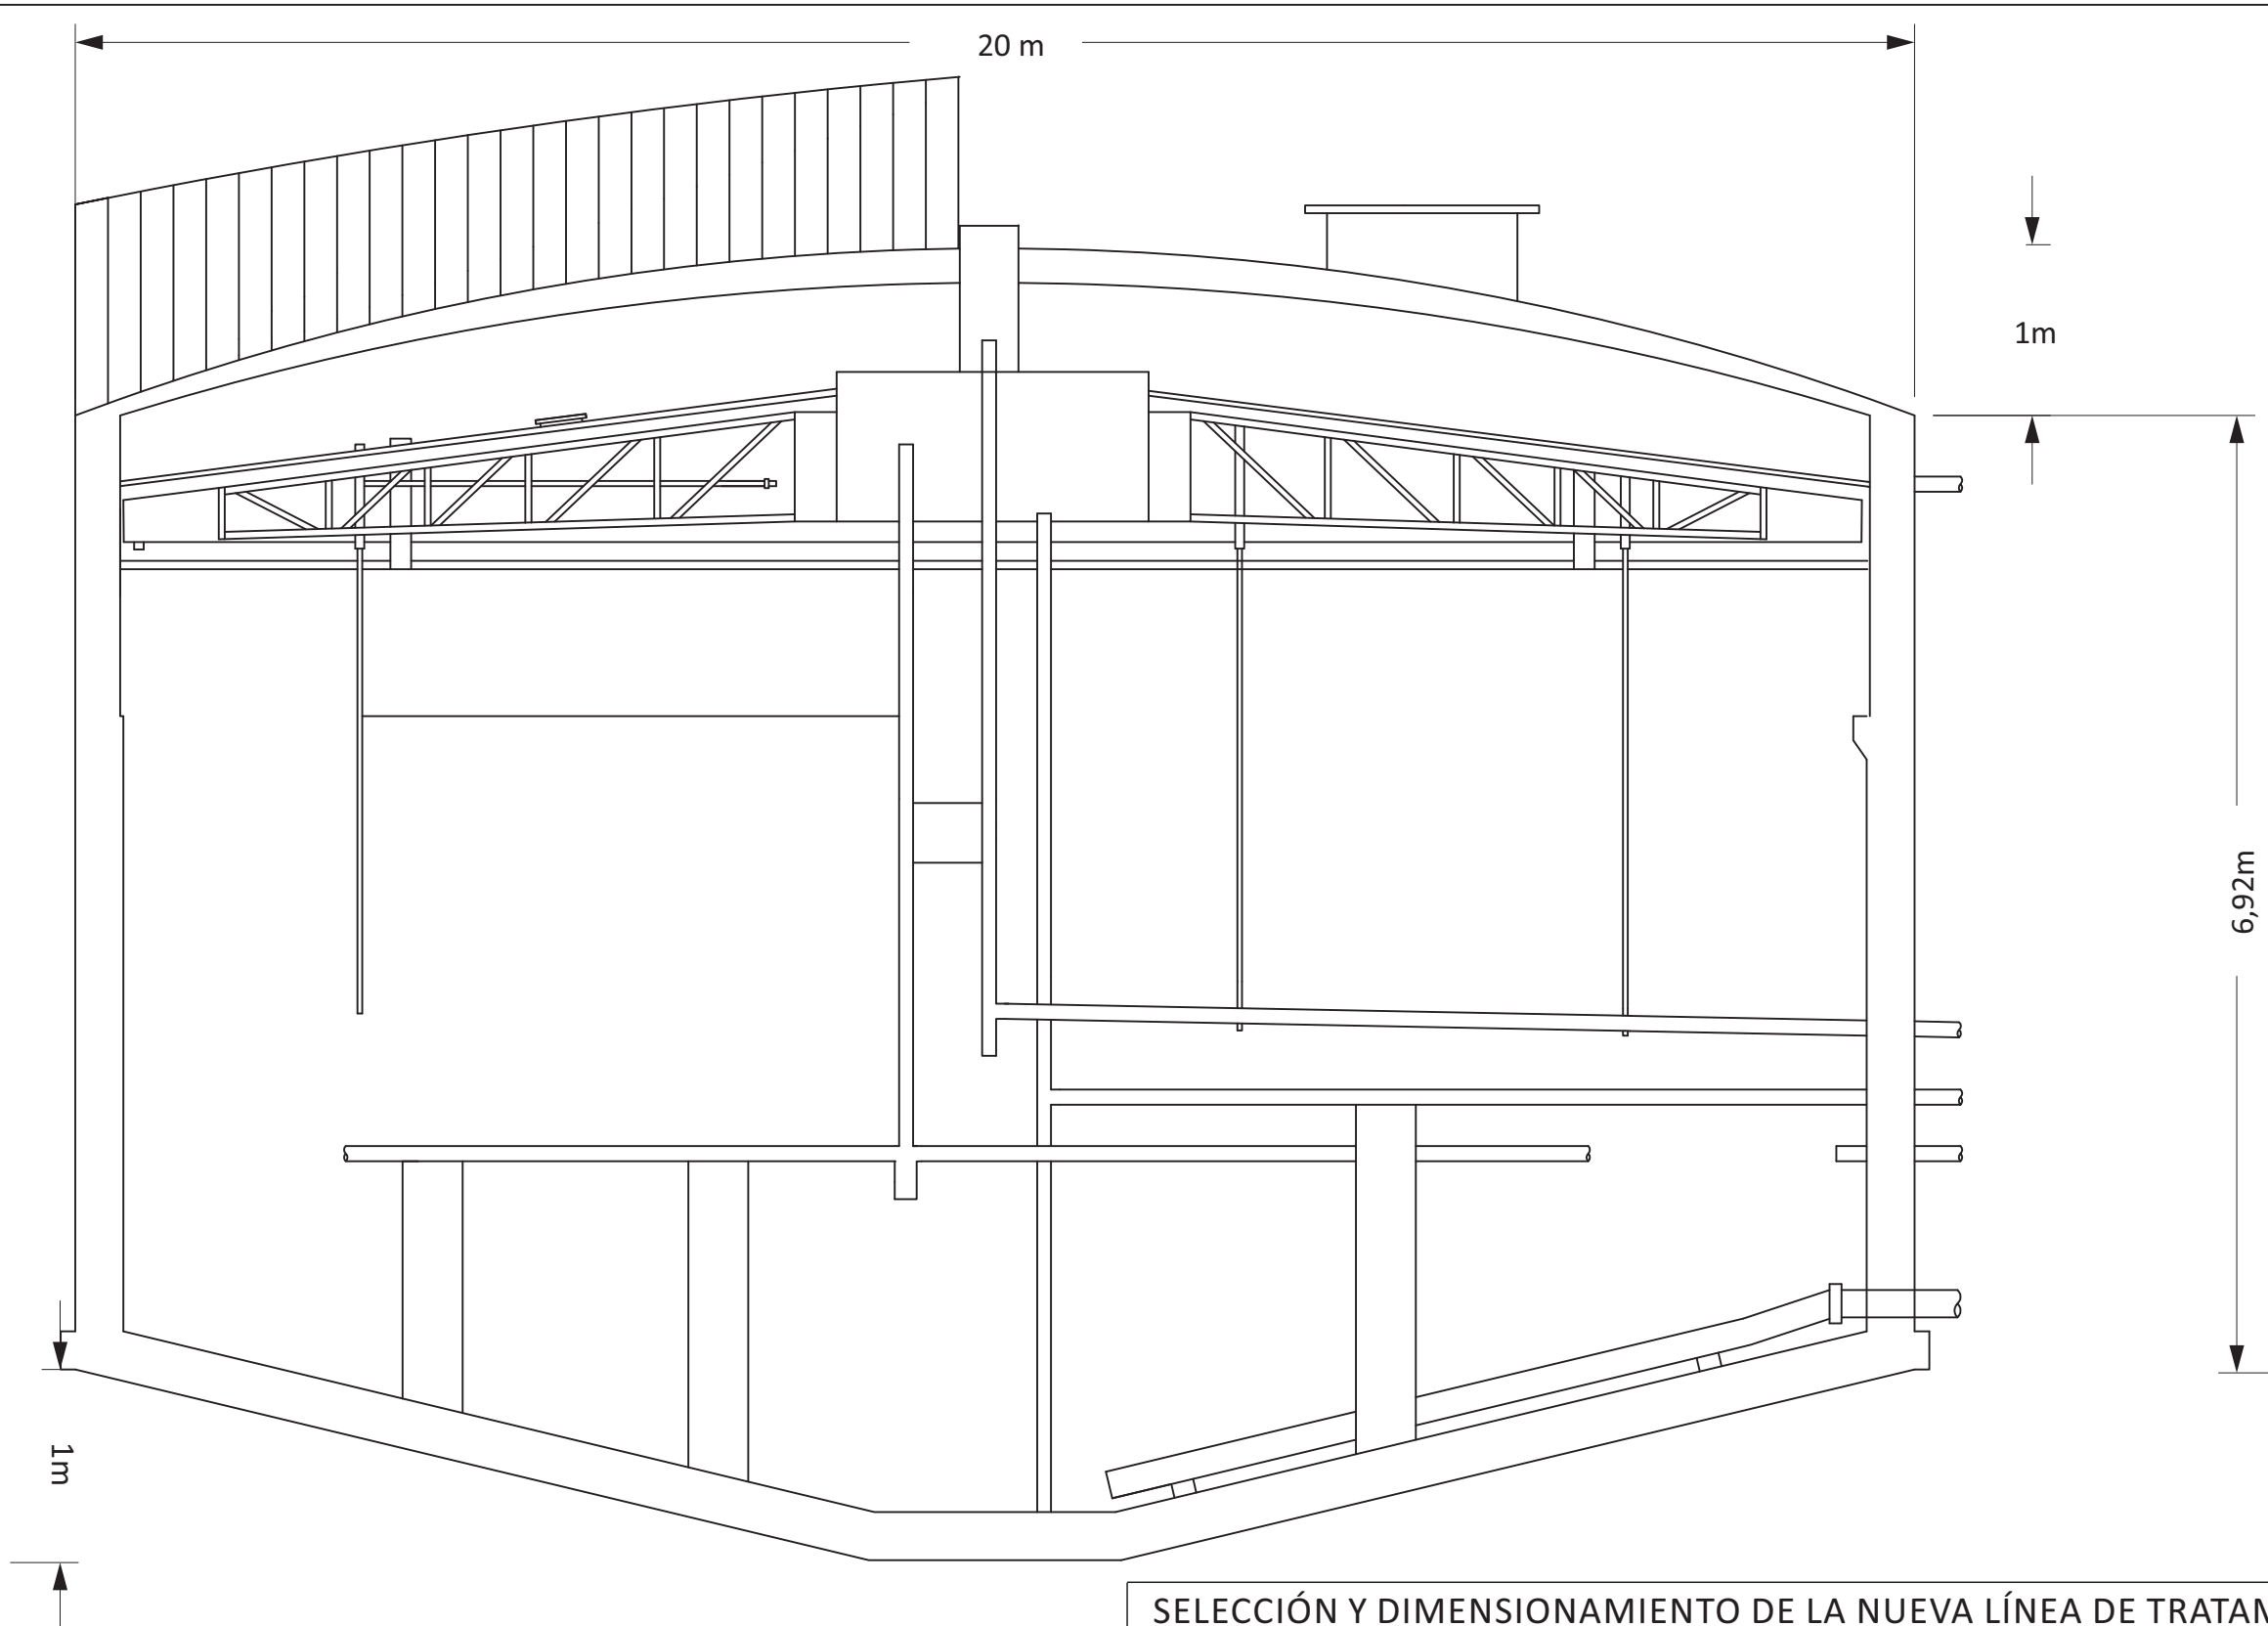 20 m
1m
6,92m
1m
SELECCIÓN Y DIMENSIONAMIENTO DE LA NUEVA LÍNEA DE